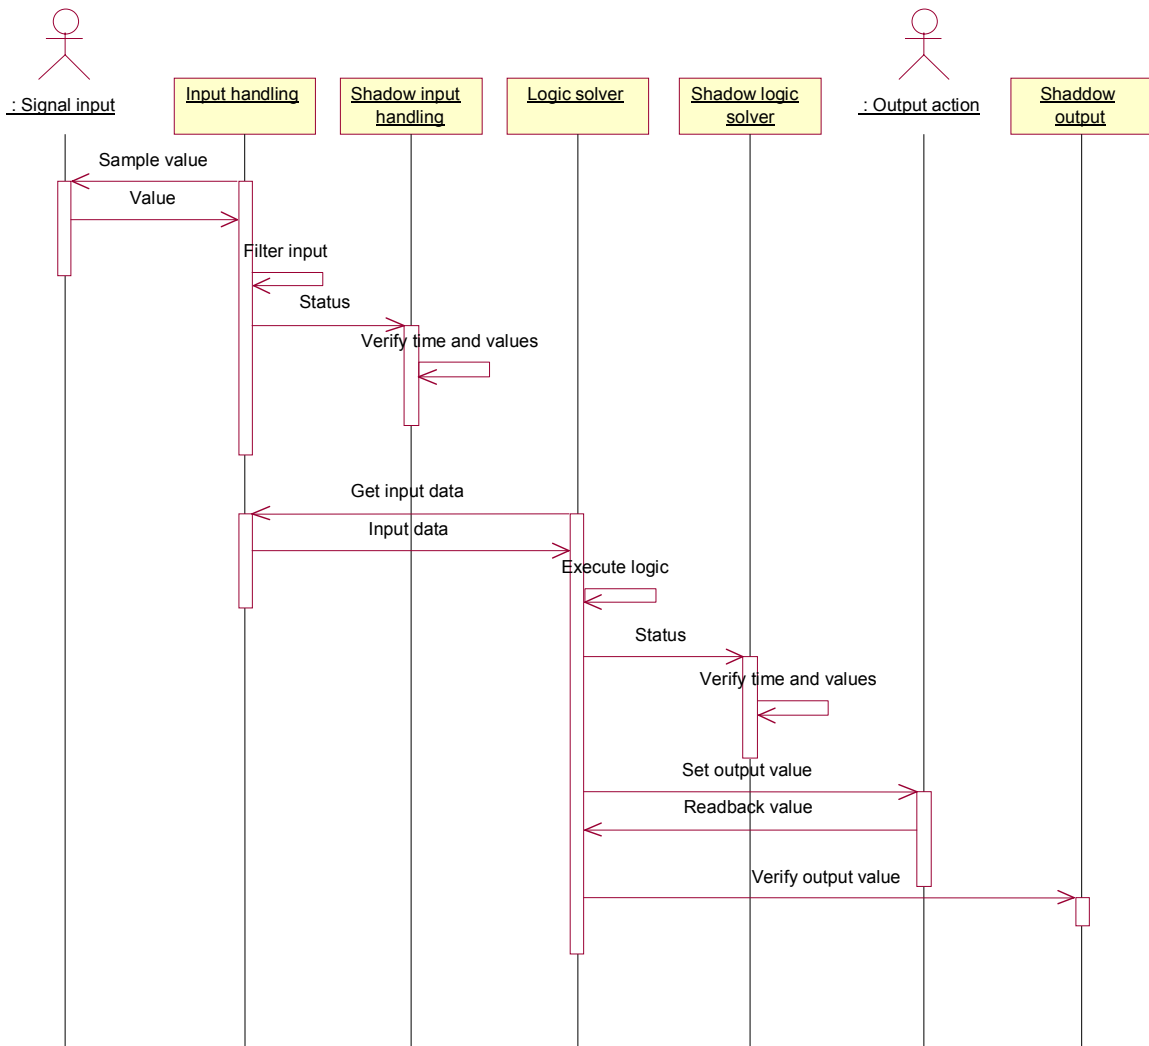 : Signal input
Input handling
Shadow input
handling
Logic solver
Shadow logic
solver
: Output action
Shaddow
output
Sample value
Value
Filter input
Status
Verify time and values
Get input data
Input data
Execute logic
Status
Verify time and values
Set output value
Readback value
Verify output value